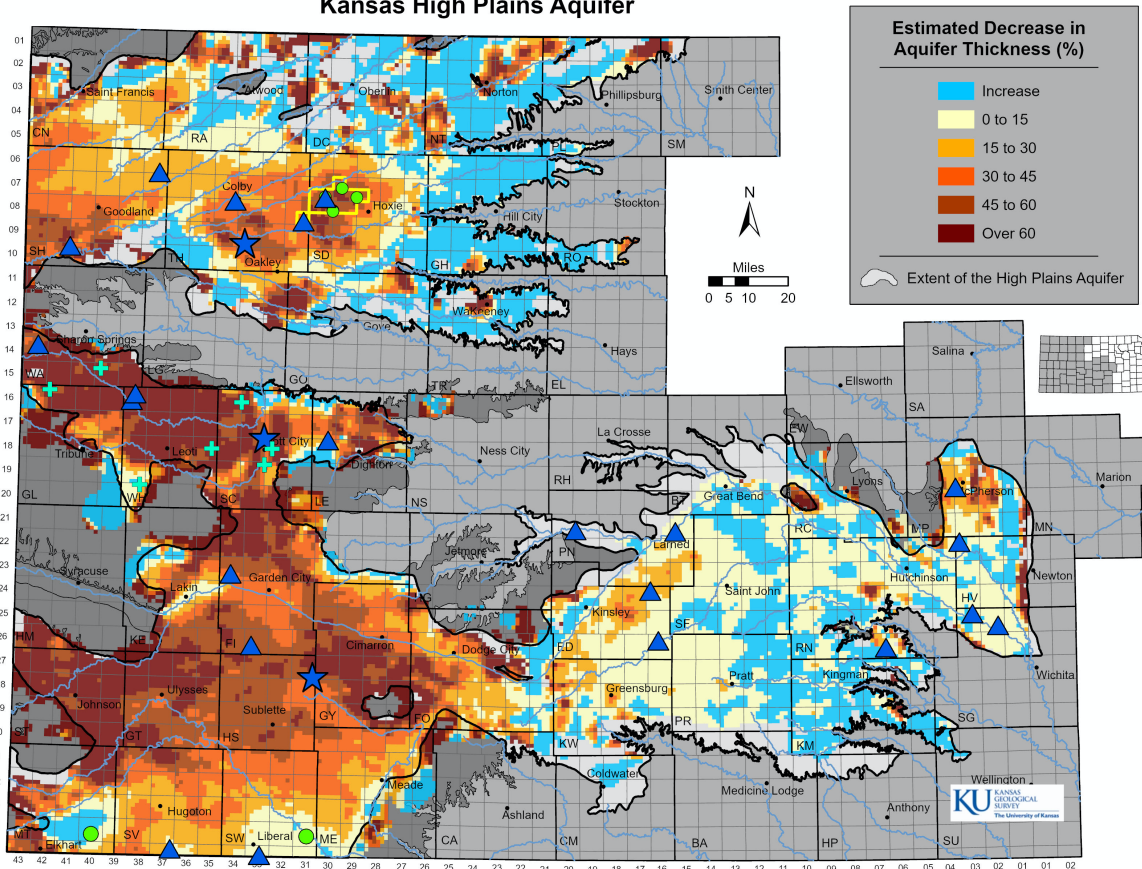 Kansas High Plains Aquifer
Estimated Decrease in
Aquifer Thickness (%)
Increase
0 to 15
15 to 30
30 to 45
45 to 60
Over 60
Extent of the High Plains Aquifer
N
Miles
0 5 10 20
01
02
03
04
05
06
07
08
09
10
11
12
13
14
15
16
17
18
19
20
21
22
23
24
25
26
27
Saint Francis
Atwood
Oberlin
Norton
Phillipsburg
Smith Center
CN
RA
DC
NT
PL
SM
Colby
Goodland
Hoxie
Hill City
Stockton
SH
TH
Oakley
SD
GH
RO
WaKeeney
Gove
Hays
Sharon Springs
WA
LG
GO
TR
EL
Salina
Ellsworth
SA
EW
Tribune
Leoti
Dighton
Ness City
La Crosse
Lyons
Marion
GL
WH
SC
LE
NS
RH
BT
Great Bend
RC
MP
MN
Jetmore
PN
Larned
Syracuse
Lakin
Garden City
Kinsley
Saint John
Hutchinson
Newton
HV
HM
KE
FI
Cimarron
Dodge City
ED
SF
RN
Kingman
Wichita
Johnson
Ulysses
Sublette
Greensburg
Pratt
ST
GT
HS
GY
FO
KW
PR
KM
SG
Meade
Coldwater
Medicine Lodge
Wellington
Hugoton
Ashland
Anthony
MT
Elkhart
SV
SW
Liberal
ME
CA
CM
BA
HP
SU
KU KANSAS
GEOLOGICAL
SURVEY
The University of Kansas
43 42 41 40 39 38 37 36 35 34 33 32 31 30 29 28 27 26 25 24 23 22 21 20 19 18 17 16 15 14 13 12 11 10 09 08 07 06 05 04 03 02 01 01 02